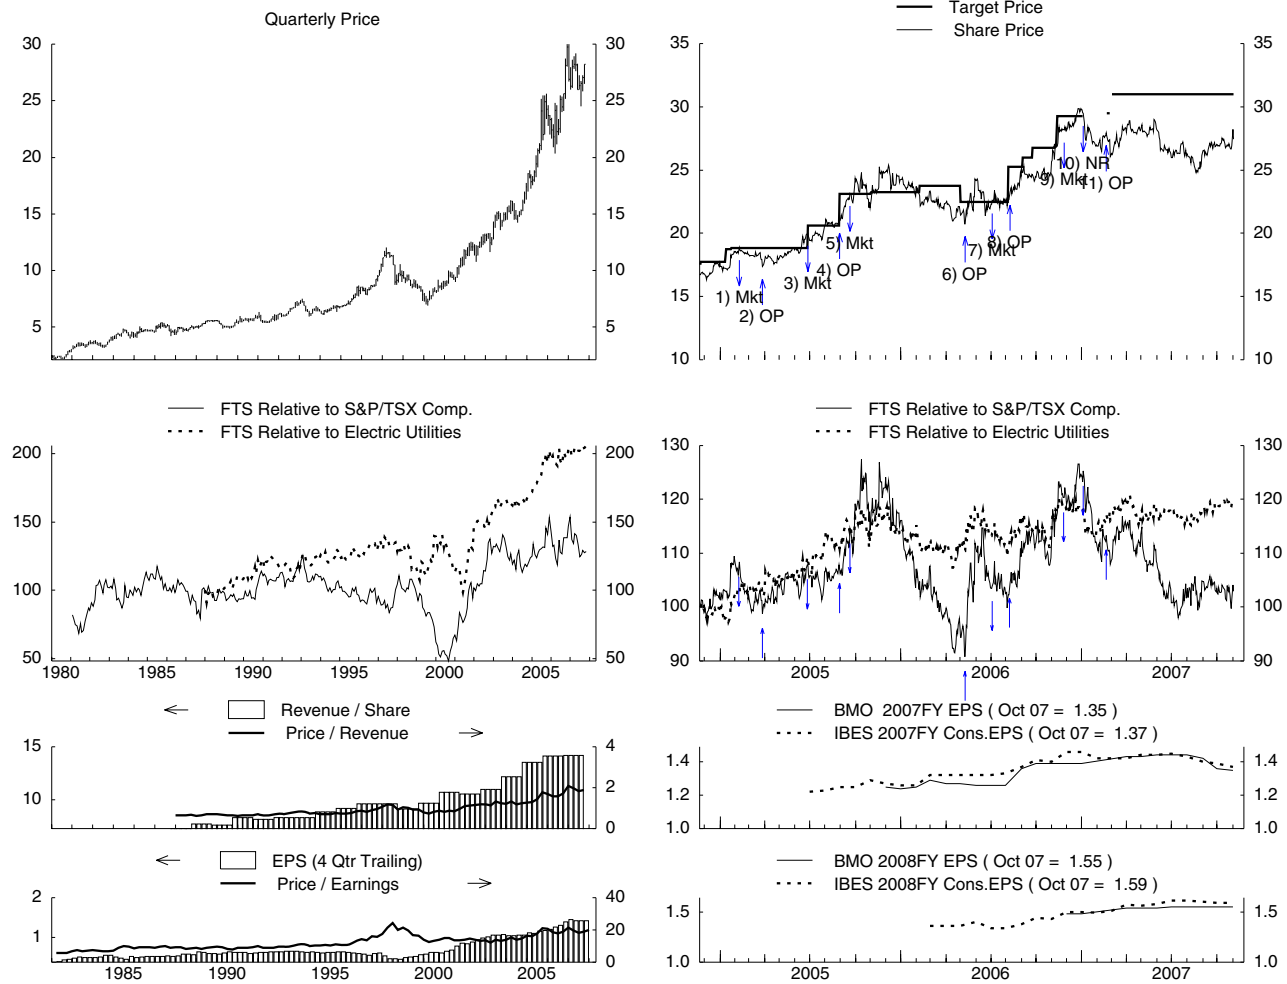 Quarterly Price
30 30
25 25
20 20
15 15
10 10
5 5
Target Price
Share Price
35 35
30 30
25 25
20 20
15 15
10 10
1) Mkt
2) OP
3) Mkt
4) OP
5) Mkt
6) OP
7) Mkt
8) OP
9) Mkt
10) NR
11) OP
FTS Relative to S&P/TSX Comp.
FTS Relative to Electric Utilities
200 200
150 150
100 100
50 50
1980 1985 1990 1995 2000 2005
FTS Relative to S&P/TSX Comp.
FTS Relative to Electric Utilities
130 130
120 120
110 110
100 100
90 90
2005 2006 2007
Revenue / Share
Price / Revenue
15 4
10 2
0
BMO 2007FY EPS ( Oct 07 = 1.35 )
IBES 2007FY Cons.EPS ( Oct 07 = 1.37 )
1.4 1.4
1.2 1.2
1.0 1.0
EPS (4 Qtr Trailing)
Price / Earnings
2 40
1 20
0
1985 1990 1995 2000 2005
BMO 2008FY EPS ( Oct 07 = 1.55 )
IBES 2008FY Cons.EPS ( Oct 07 = 1.59 )
1.5 1.5
1.0 1.0
2005 2006 2007